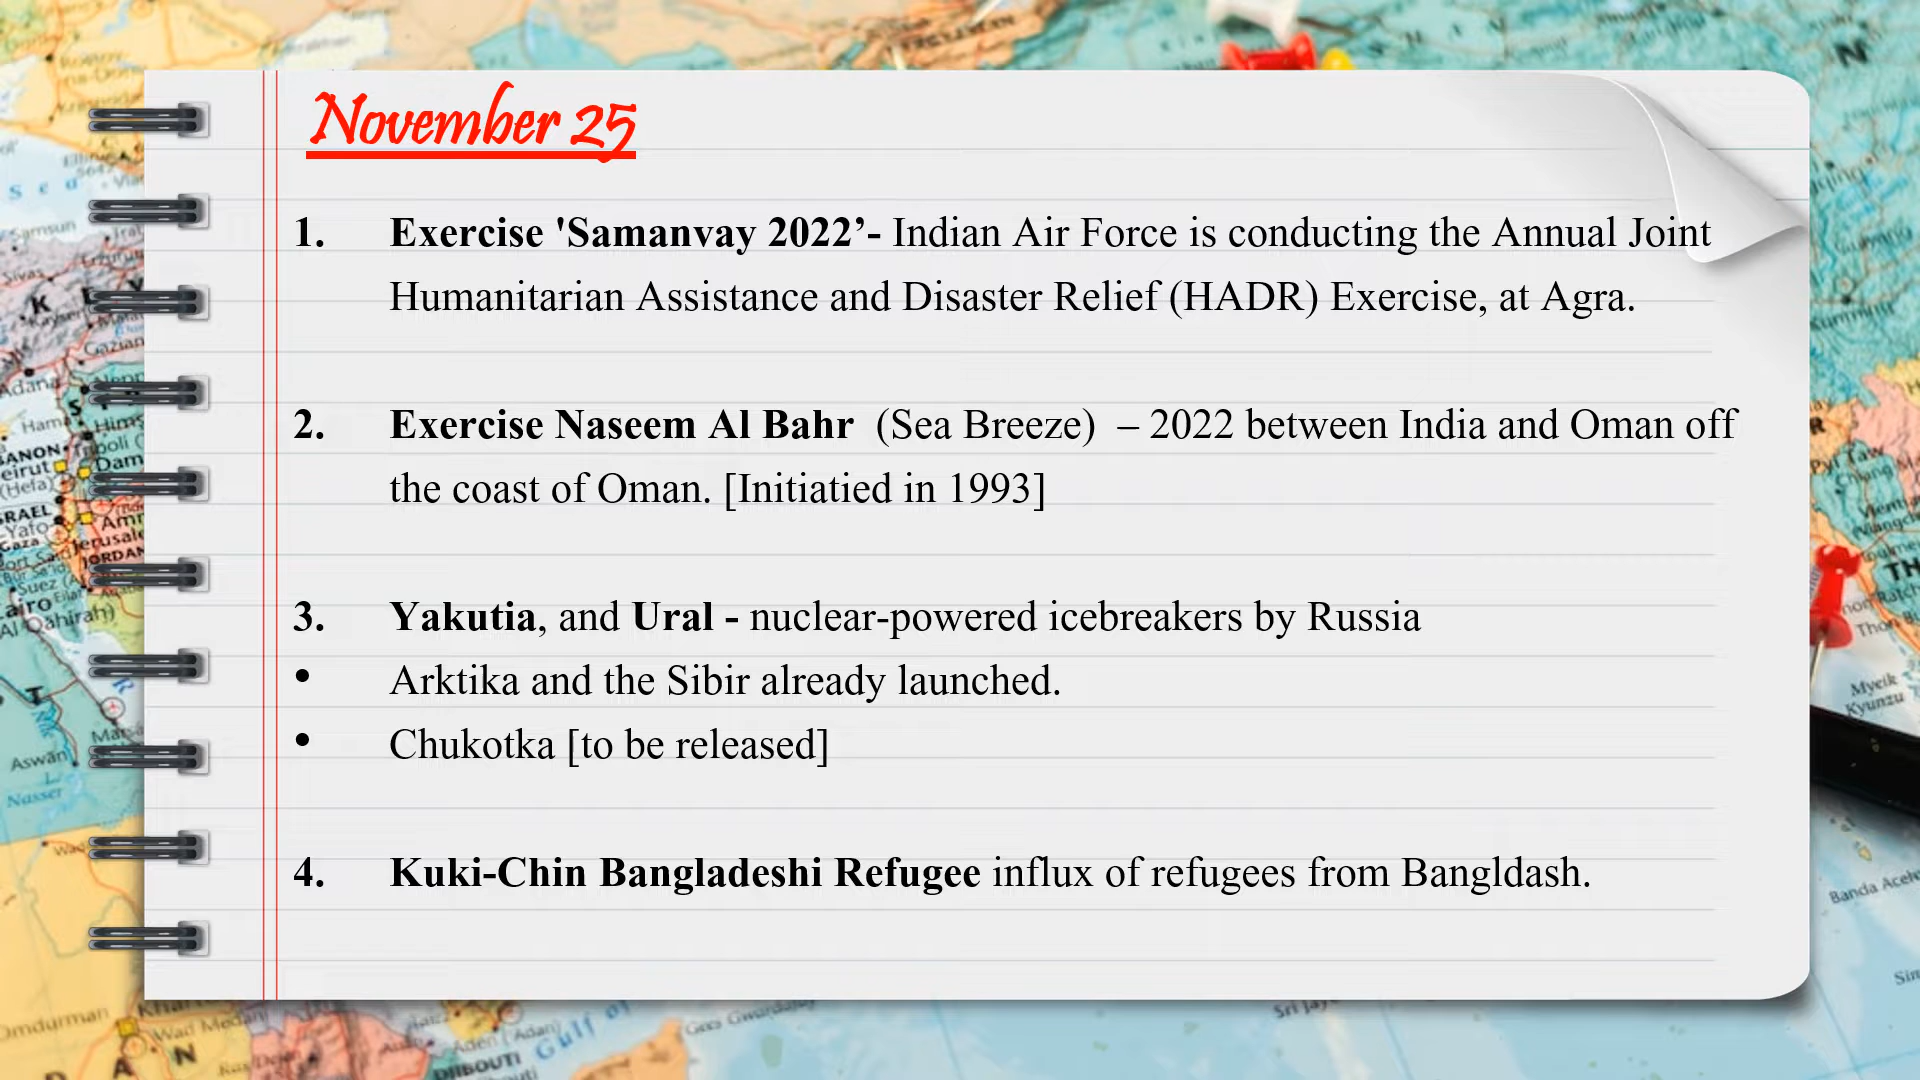 November 25
1. Exercise 'Samanvay 2022’- Indian Air Force is conducting the Annual Joint
Humanitarian Assistance and Disaster Relief (HADR) Exercise, at Agra.
2. Exercise Naseem Al Bahr (Sea Breeze) – 2022 between India and Oman off
the coast of Oman. [Initiatied in 1993]
3. Yakutia, and Ural - nuclear-powered icebreakers by Russia
• Arktika and the Sibir already launched.
• Chukotka [to be released]
4. Kuki-Chin Bangladeshi Refugee influx of refugees from Bangldash.